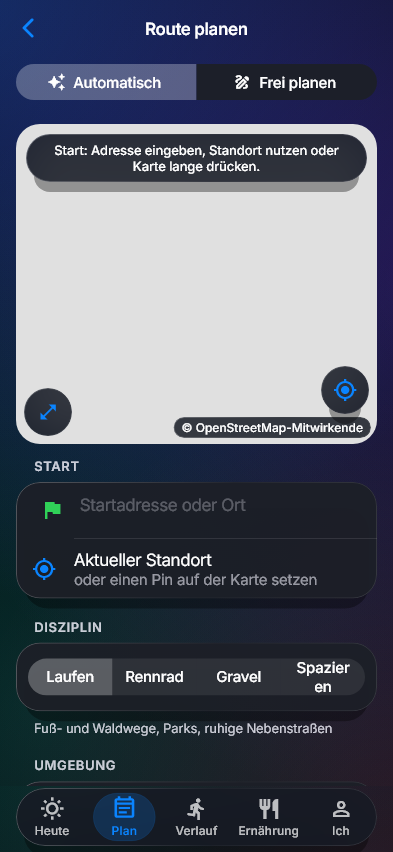 Route planen
Automatisch
Frei planen
Start: Adresse eingeben, Standort nutzen oder
Karte lange drücken.
© OpenStreetMap-Mitwirkende
START
Startadresse oder Ort
Aktueller Standort
oder einen Pin auf der Karte setzen
DISZIPLIN
Laufen
Rennrad
Gravel
Spazier
en
Fuß- und Waldwege, Parks, ruhige Nebenstraßen
UMGEBUNG
Heute
Plan
Verlauf
Ernährung
Ich